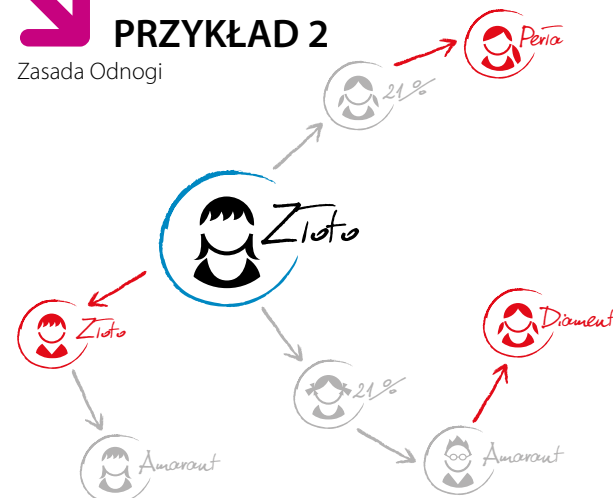 PRZYKŁAD 2
Zasada Odnogi
Perła
21%
Złoto
Złoto
Diament
21%
Amarant
Amarant